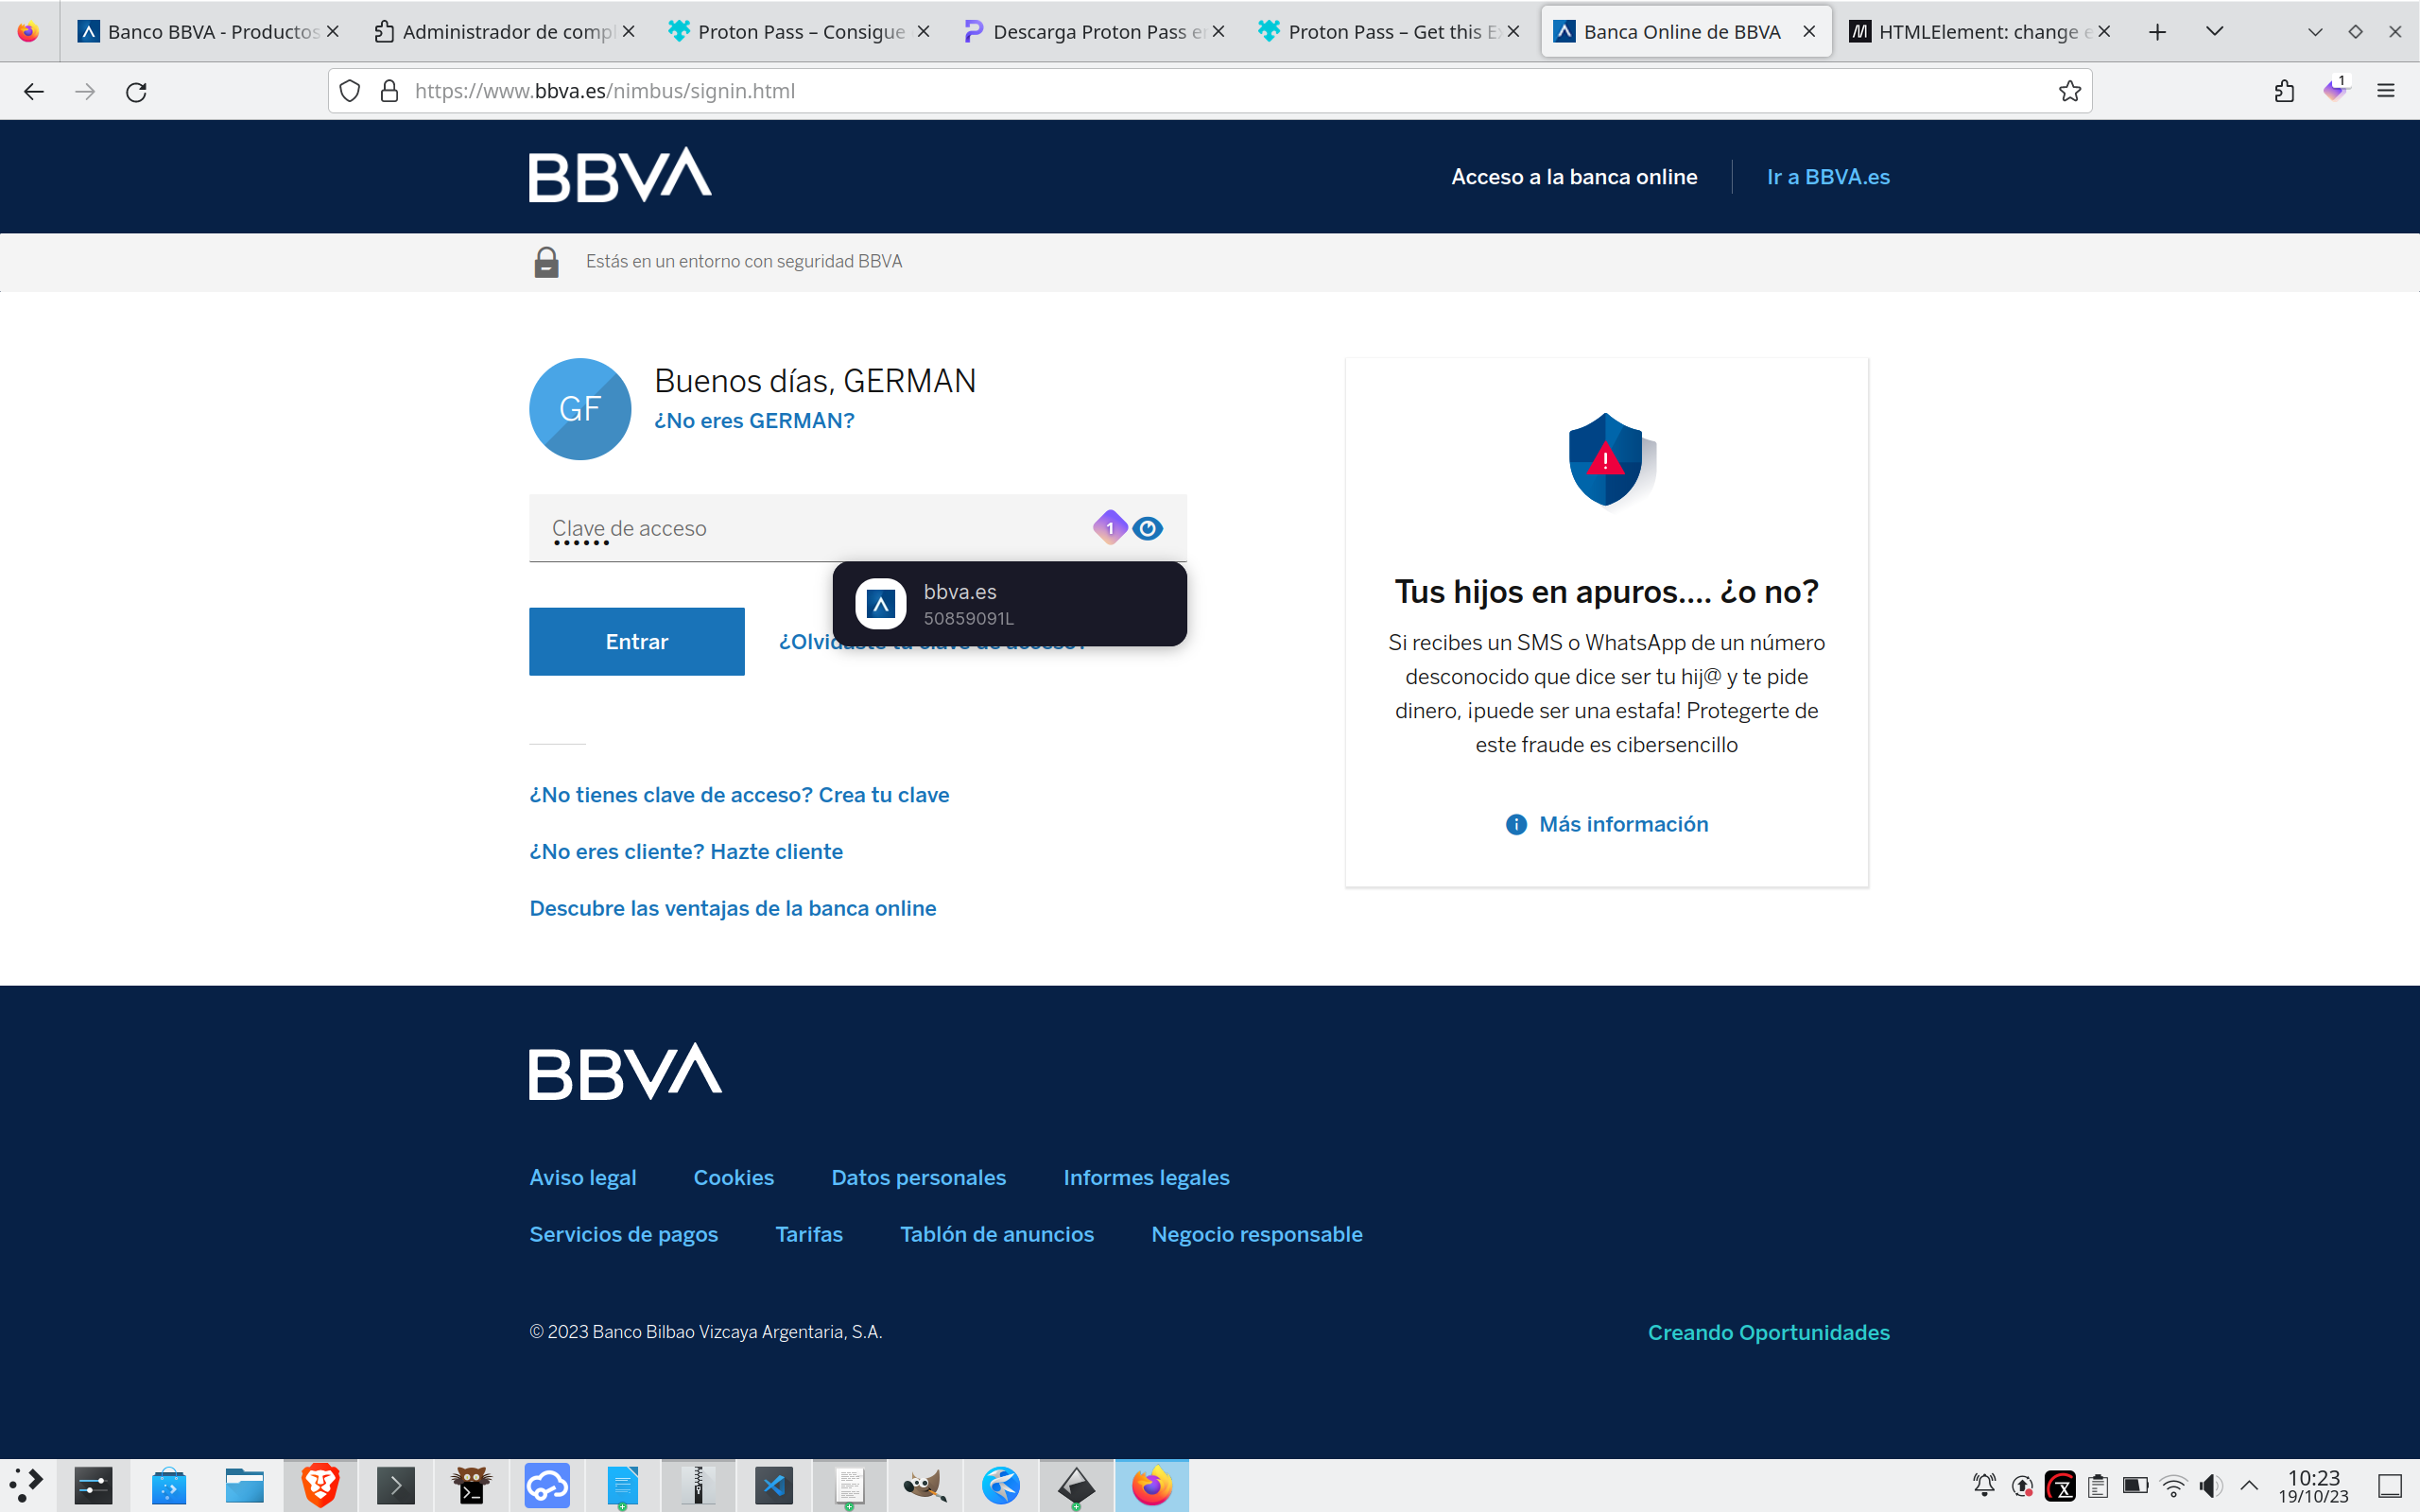 Banco BBVA - Productos
Administrador de compl
Proton Pass – Consigue
Descarga Proton Pass e
Proton Pass – Get this E
Banca Online de BBVA
HTMLElement: change e
https://www.bbva.es/nimbus/signin.html
1
BBVA
Acceso a la banca online
Ir a BBVA.es
Estás en un entorno con seguridad BBVA
GF
Buenos días, GERMAN
¿No eres GERMAN?
Clave de acceso
1
bbva.es
50859091L
Entrar
¿Olvidaste tu clave de acceso?
¿No tienes clave de acceso? Crea tu clave
¿No eres cliente? Hazte cliente
Descubre las ventajas de la banca online
Tus hijos en apuros.... ¿o no?
Si recibes un SMS o WhatsApp de un número
desconocido que dice ser tu hij@ y te pide
dinero, ¡puede ser una estafa! Protegerte de
este fraude es cibersencillo
Más información
BBVA
Aviso legal Cookies Datos personales Informes legales
Servicios de pagos Tarifas Tablón de anuncios Negocio responsable
© 2023 Banco Bilbao Vizcaya Argentaria, S.A.
Creando Oportunidades
10:23
19/10/23